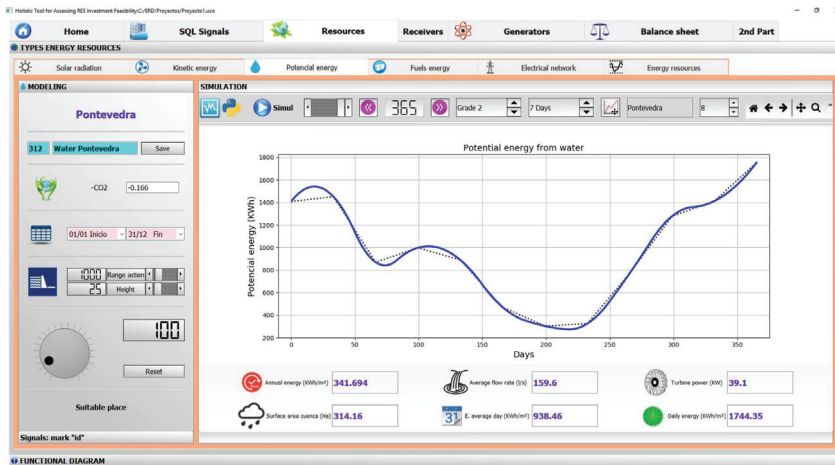 Holistic Tool for Assessing RES Investment Feasibility:C:/ERD/Proyectos/Proyecto1.uco
Home SQL Signals Resources Receivers Generators Balance sheet 2nd Part
TYPES ENERGY RESOURCES
Solar radiation Kinetic energy Potencial energy Fuels energy Electrical network Energy resources
MODELING
Pontevedra
312 Water Pontevedra Save
-CO2 -0.166
01/01 Inicio 31/12 Fin
1000 Range action
25 Height
100
Reset
Suitable place
Signals: mark "id"
SIMULATION
Simul 365 Grade 2 7 Days Pontevedra 8
Potential energy from water
Potencial energy (KWh)
1800
1600
1400
1200
1000
800
600
400
200
0 50 100 150 200 250 300 350
Days
Annual energy (KWh/m²) 341.694 Average flow rate (l/s) 159.6 Turbine power (KW) 39.1
Surface area cuenca (Ha) 314.16 E. average day (KWh/m²) 938.46 Daily energy (KWh/m²) 1744.35
FUNCTIONAL DIAGRAM